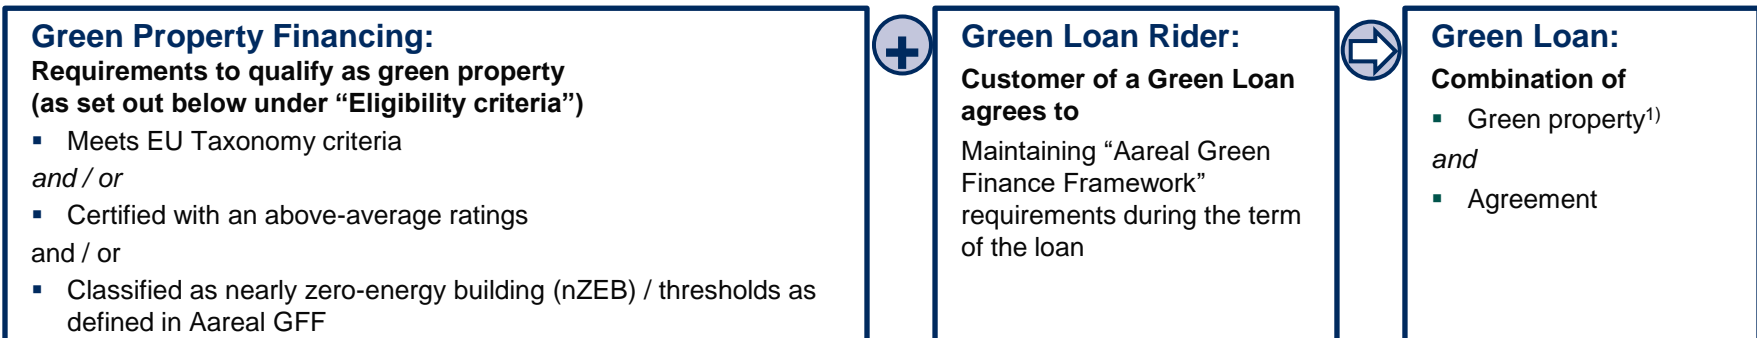 Green Property Financing:
Requirements to qualify as green property
(as set out below under “Eligibility criteria”)
▪ Meets EU Taxonomy criteria
and / or
▪ Certified with an above-average ratings
and / or
▪ Classified as nearly zero-energy building (nZEB) / thresholds as
defined in Aareal GFF
+
Green Loan Rider:
Customer of a Green Loan
agrees to
Maintaining “Aareal Green
Finance Framework”
requirements during the term
of the loan
Green Loan:
Combination of
▪ Green property1)
and
▪ Agreement